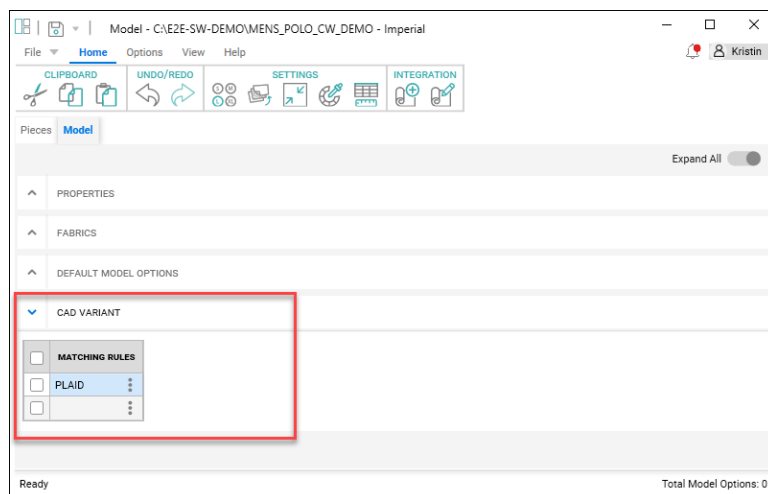 Model - C:\E2E-SW-DEMO\MENS_POLO_CW_DEMO - Imperial
File Home Options View Help Kristin
CLIPBOARD UNDO/REDO SETTINGS INTEGRATION
S M
L XL
Pieces Model
Expand All
PROPERTIES
FABRICS
DEFAULT MODEL OPTIONS
CAD VARIANT
MATCHING RULES
PLAID
Ready Total Model Options: 0